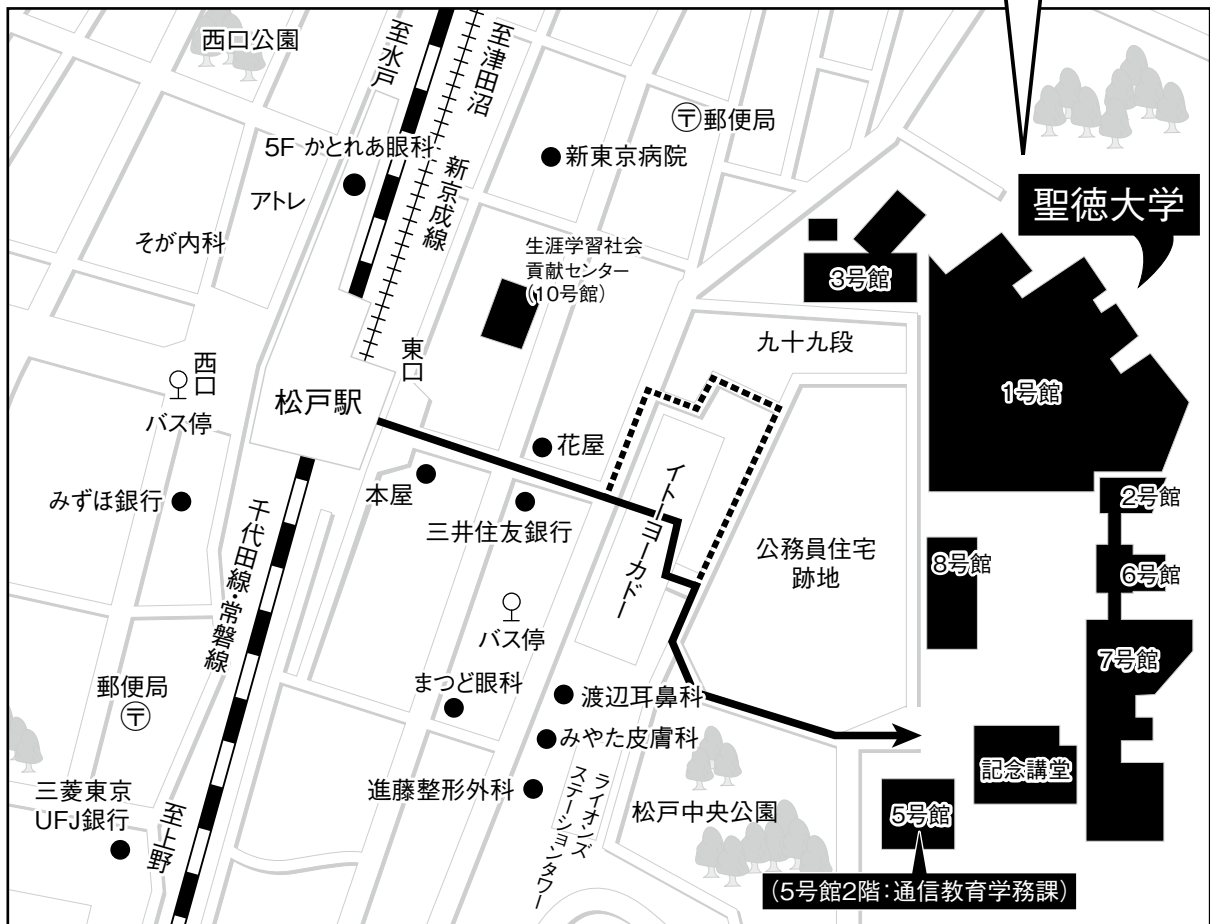 西口公園
至水戸
至津田沼
〒郵便局
5F かとれあ眼科
新東京病院
アトレ
新京成線
聖徳大学
そが内科
生涯学習社会
貢献センター
(10号館)
3号館
九十九段
東口
西口
1号館
松戸駅
バス停
花屋
イトーヨーカドー
本屋
みずほ銀行
2号館
三井住友銀行
千代田線・常磐線
公務員住宅
跡地
8号館
6号館
バス停
7号館
郵便局
〒
まつど眼科
渡辺耳鼻科
みやた皮膚科
記念講堂
進藤整形外科
ライオンズ
ステーションタワー
三菱東京
UFJ銀行
至上野
松戸中央公園
5号館
(5号館2階:通信教育学務課)